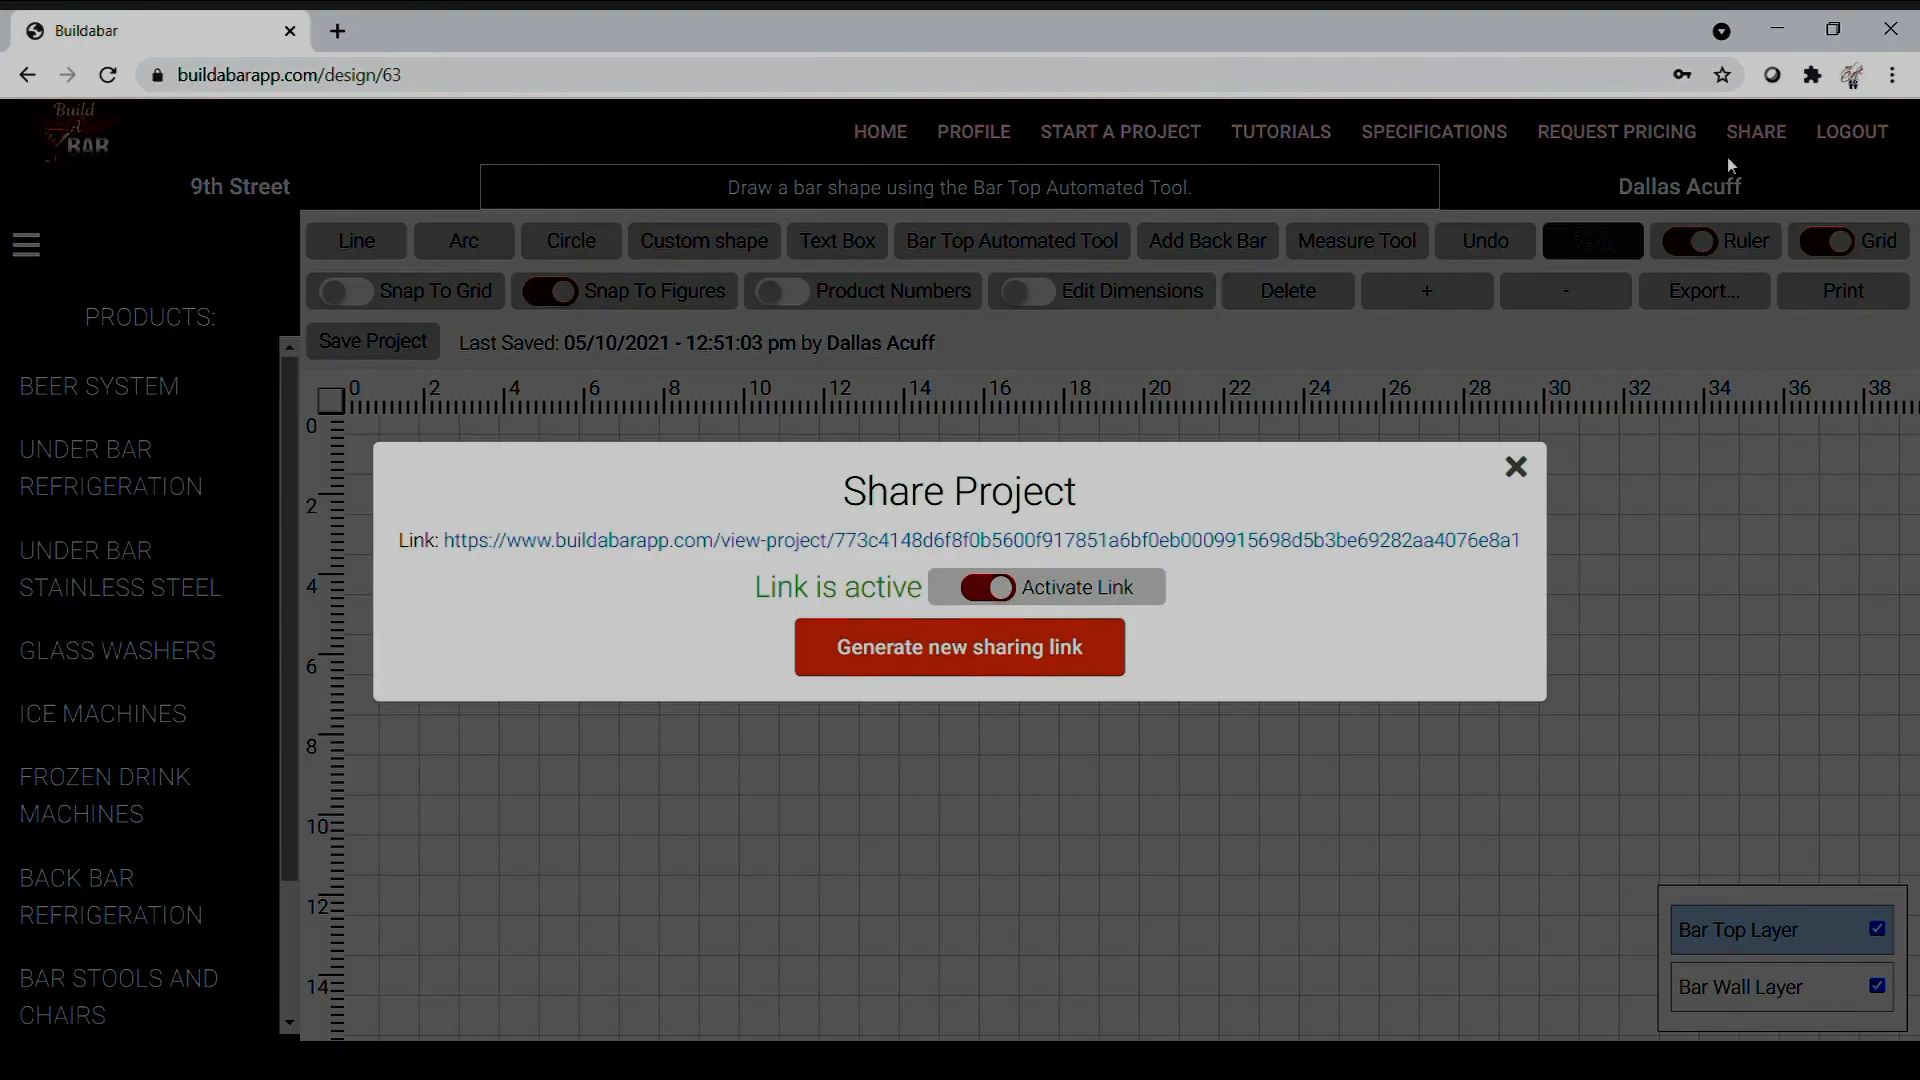 Buildabar
buildabarapp.com/design/63
Build
A
BAR
HOME PROFILE START A PROJECT TUTORIALS SPECIFICATIONS REQUEST PRICING SHARE LOGOUT
9th Street
Draw a bar shape using the Bar Top Automated Tool.
Dallas Acuff
Line Arc Circle Custom shape Text Box Bar Top Automated Tool Add Back Bar Measure Tool Undo Redo Ruler Grid
Snap To Grid Snap To Figures Product Numbers Edit Dimensions Delete + - Export... Print
Save Project Last Saved: 05/10/2021 - 12:51:03 pm by Dallas Acuff
0 2 4 6 8 10 12 14 16 18 20 22 24 26 28 30 32 34 36 38
0
2
4
6
8
10
12
14
PRODUCTS:
BEER SYSTEM
UNDER BAR
REFRIGERATION
UNDER BAR
STAINLESS STEEL
GLASS WASHERS
ICE MACHINES
FROZEN DRINK
MACHINES
BACK BAR
REFRIGERATION
BAR STOOLS AND
CHAIRS
Share Project
Link: https://www.buildabarapp.com/view-project/773c4148d6f8f0b5600f917851a6bf0eb0009915698d5b3be69282aa4076e8a1
Link is active Activate Link
Generate new sharing link
Bar Top Layer
Bar Wall Layer